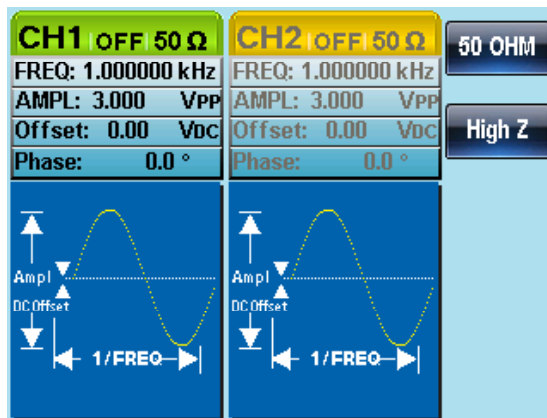 CH1 OFF 50 Ω
FREQ: 1.000000 kHz
AMPL: 3.000 VPP
Offset: 0.00 VDC
Phase: 0.0 °
Ampl
DC Offset
1/FREQ
CH2 OFF 50 Ω
FREQ: 1.000000 kHz
AMPL: 3.000 VPP
Offset: 0.00 VDC
Phase: 0.0 °
Ampl
DC Offset
1/FREQ
50 OHM
High Z